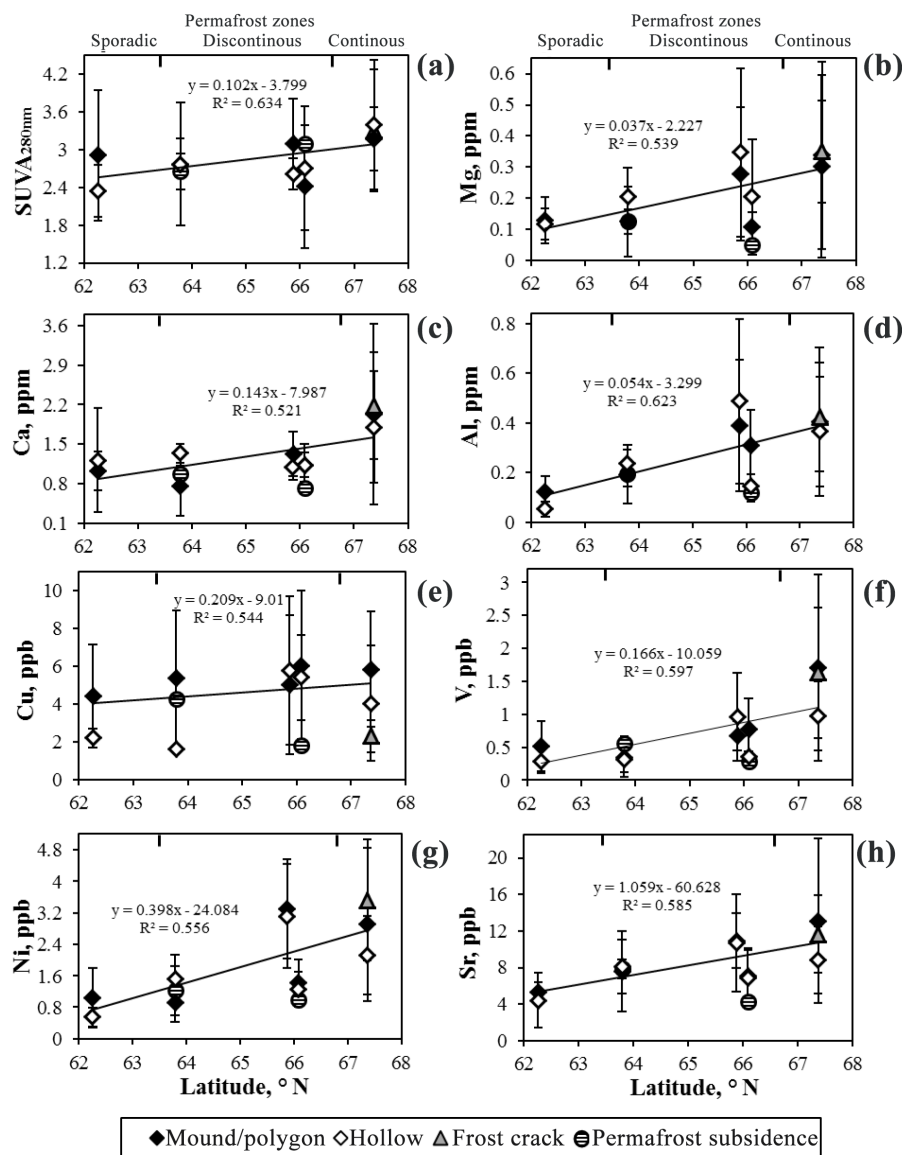 Permafrost zones
Sporadic Discontinous Continous
(a)
4.2
3.6
3
2.4
1.8
1.2
SUVA280nm
y = 0.102x - 3.799
R² = 0.634
62 63 64 65 66 67 68
Permafrost zones
Sporadic Discontinous Continous
(b)
0.6
0.5
0.4
0.3
0.2
0.1
0
Mg, ppm
y = 0.037x - 2.227
R² = 0.539
62 63 64 65 66 67 68
(c)
3.6
2.9
2.2
1.5
0.8
0.1
Ca, ppm
y = 0.143x - 7.987
R² = 0.521
62 63 64 65 66 67 68
(d)
0.8
0.6
0.4
0.2
0
Al, ppm
y = 0.054x - 3.299
R² = 0.623
62 63 64 65 66 67 68
(e)
10
8
6
4
2
0
Cu, ppb
y = 0.209x - 9.01
R² = 0.544
62 63 64 65 66 67 68
(f)
3
2.5
2
1.5
1
0.5
0
V, ppb
y = 0.166x - 10.059
R² = 0.597
62 63 64 65 66 67 68
(g)
4.8
4
3.2
2.4
1.6
0.8
0
Ni, ppb
y = 0.398x - 24.084
R² = 0.556
62 63 64 65 66 67 68
Latitude, ° N
(h)
20
16
12
8
4
0
Sr, ppb
y = 1.059x - 60.628
R² = 0.585
62 63 64 65 66 67 68
Latitude, ° N
Mound/polygon Hollow Frost crack Permafrost subsidence